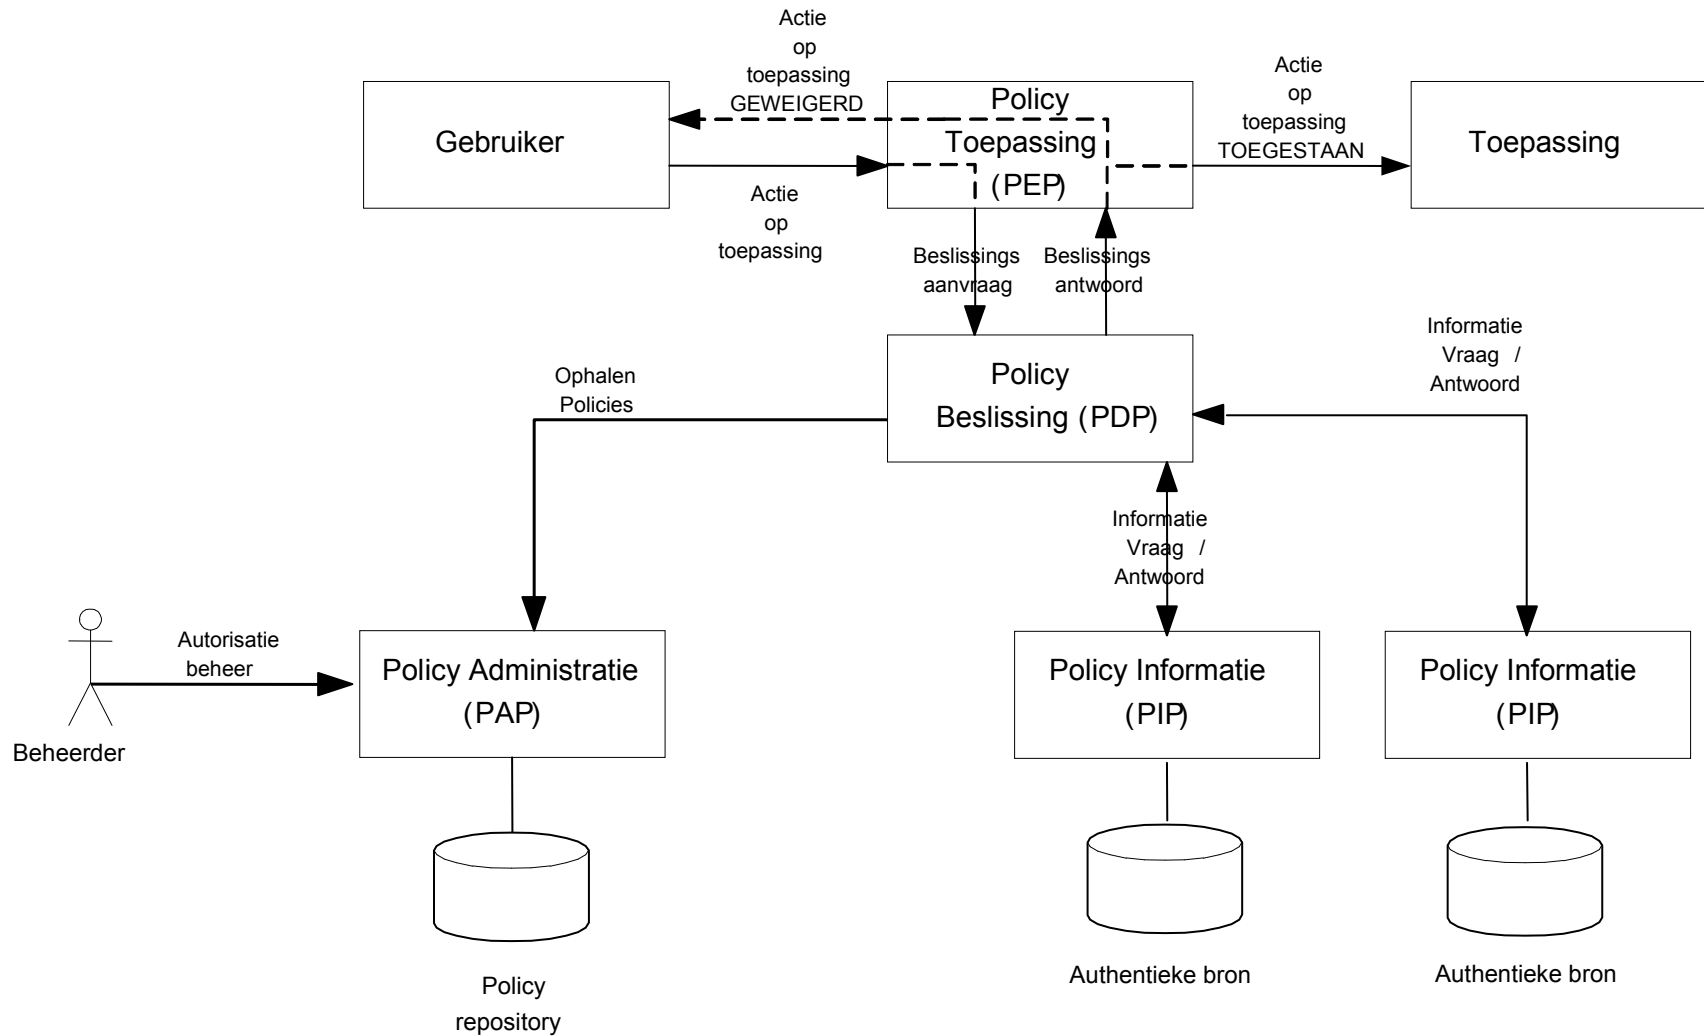 Actie
op
toepassing
GEWEIGERD
Actie
op
toepassing
TOEGESTAAN
Gebruiker
Policy
Toepassing
(PEP)
Toepassing
Actie
op
toepassing
Beslissings
aanvraag
Beslissings
antwoord
Informatie
Vraag /
Antwoord
Ophalen
Policies
Policy
Beslissing (PDP)
Informatie
Vraag /
Antwoord
Autorisatie
beheer
Beheerder
Policy Administratie
(PAP)
Policy Informatie
(PIP)
Policy Informatie
(PIP)
Policy
repository
Authentieke bron
Authentieke bron